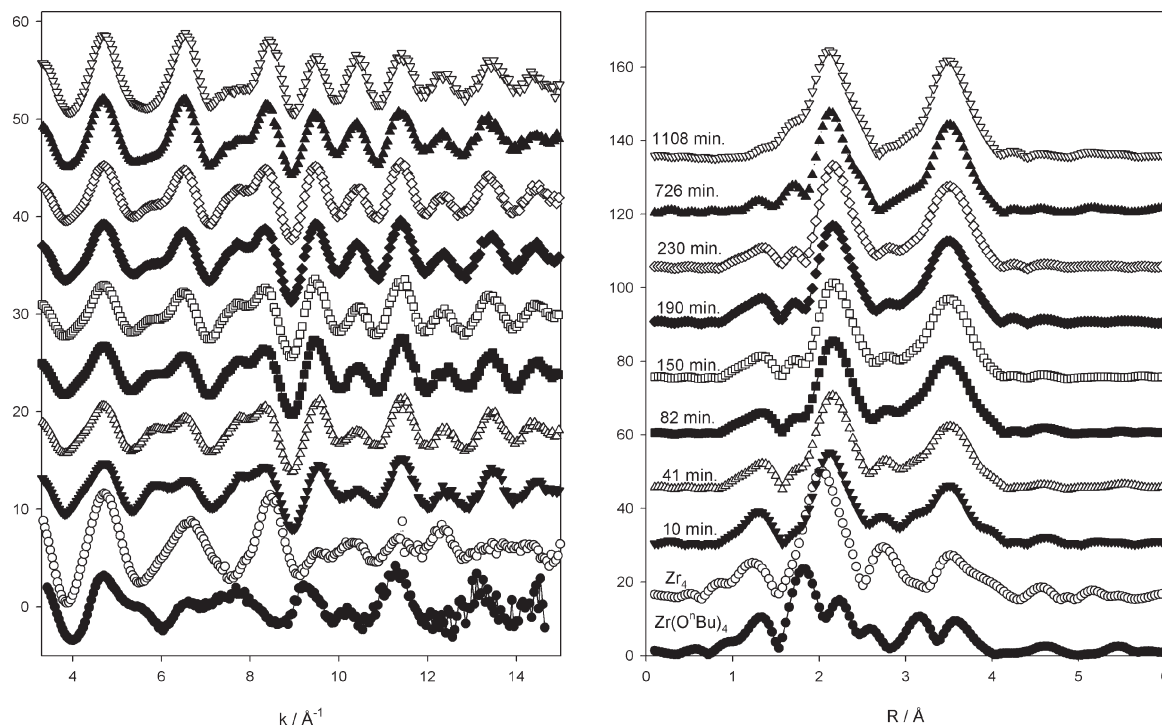 60
50
40
30
20
10
0
4
6
8
10
12
14
k / Å⁻¹
160
140
120
100
80
60
40
20
0
1108 min.
726 min.
230 min.
190 min.
150 min.
82 min.
41 min.
10 min.
Zr₄
Zr(OⁿBu)₄
0
1
2
3
4
5
6
R / Å